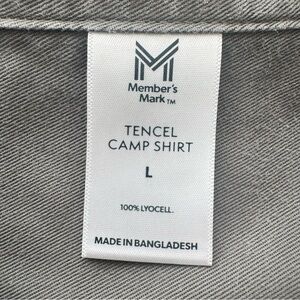 Member's
Mark™
TENCEL
CAMP SHIRT
L
100% LYOCELL.
MADE IN BANGLADESH